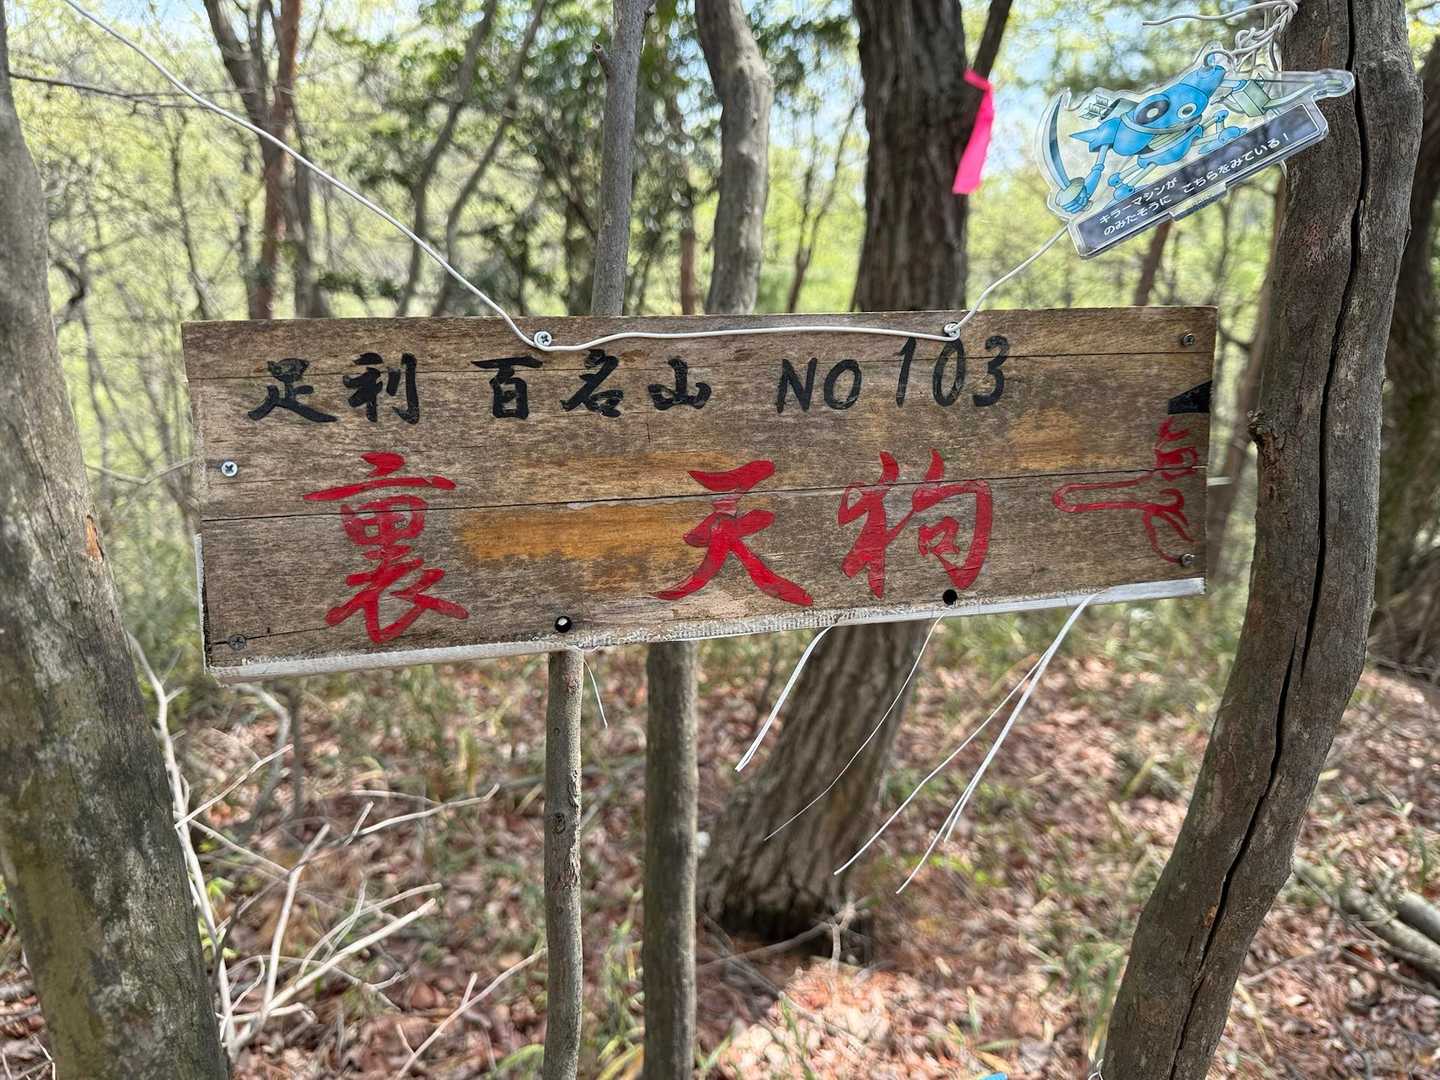 キラーマシンが
のみたそうに こちらをみている！
足利 百名山 NO 103
裏 天狗